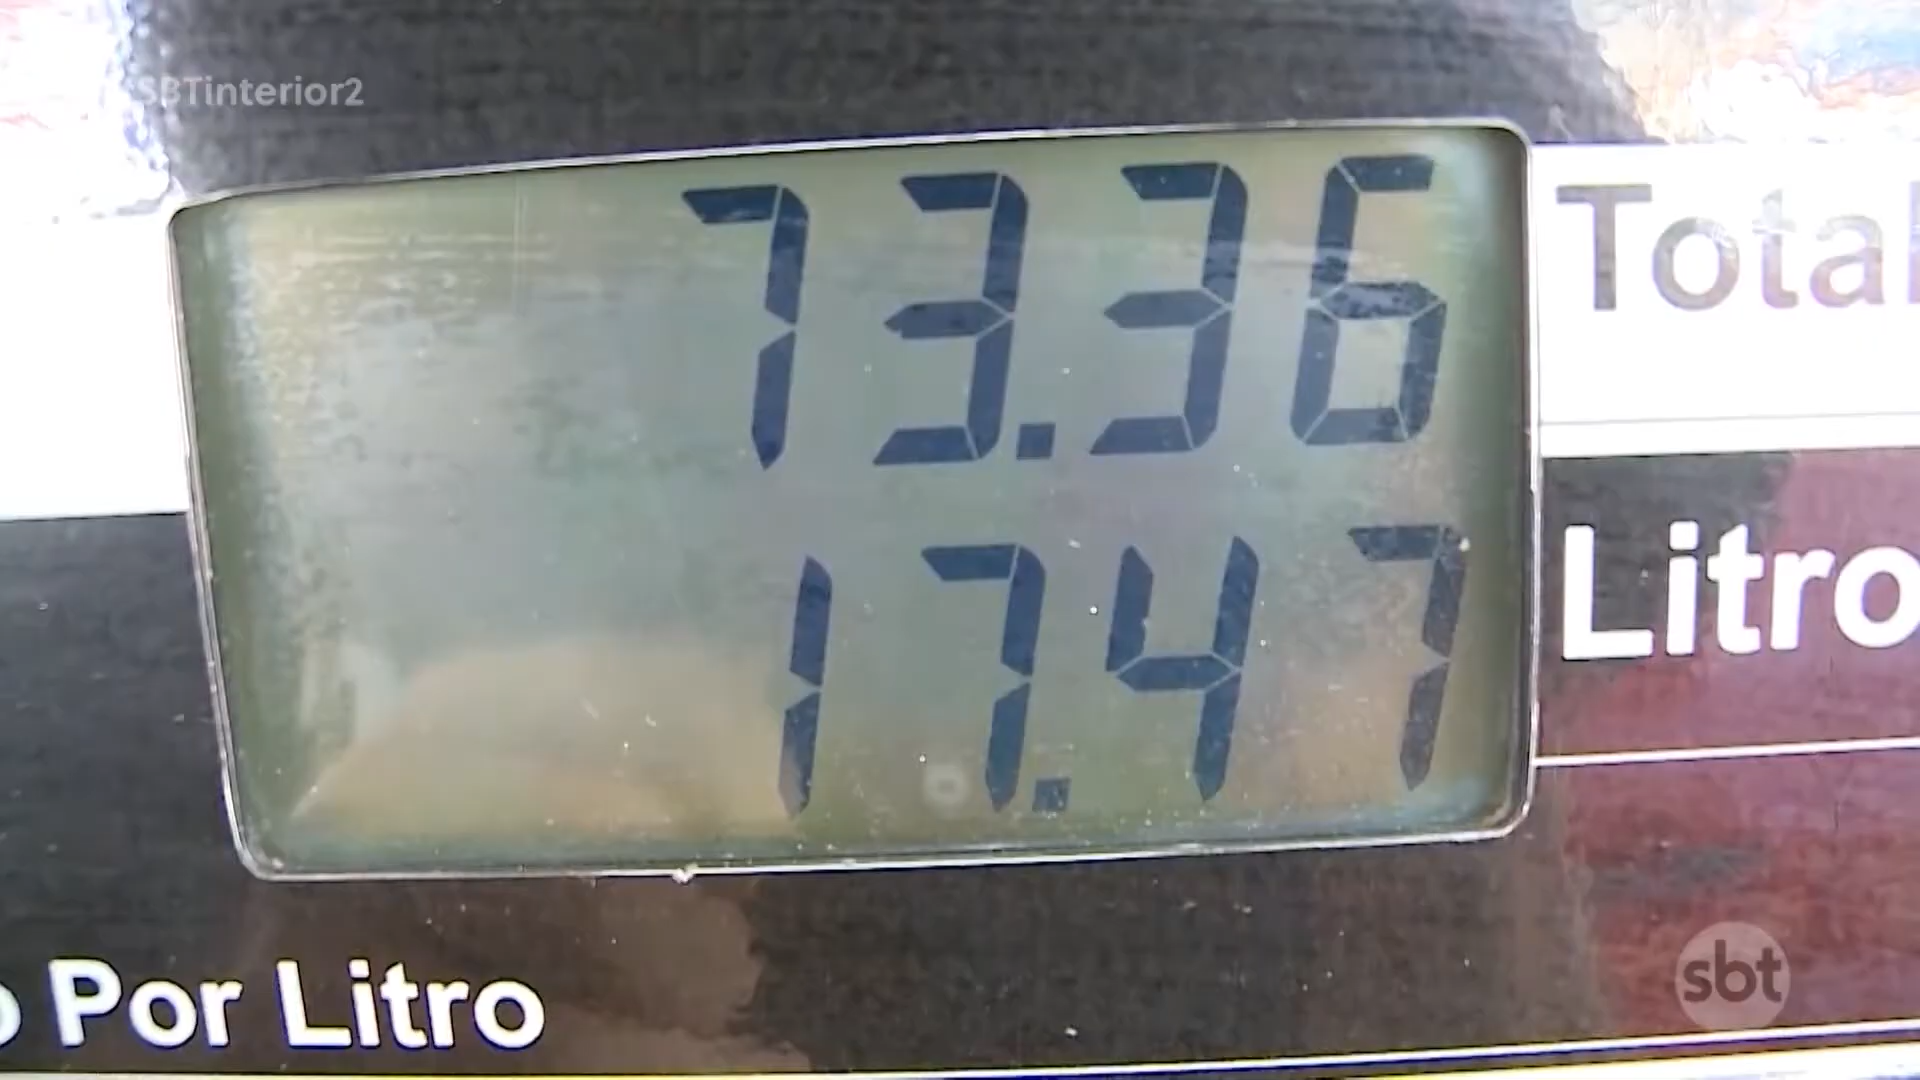 SBTinterior2
73.36
Total
17.47
Litro
Por Litro
sbt